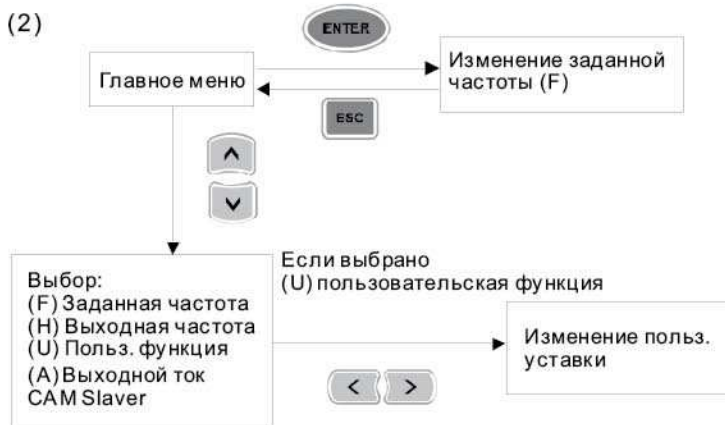 (2)
ENTER
Главное меню
Изменение заданной
частоты (F)
ESC
Выбор:
(F) Заданная частота
(H) Выходная частота
(U) Польз. функция
(A) Выходной ток
CAM Slaver
Если выбрано
(U) пользовательская функция
Изменение польз.
уставки